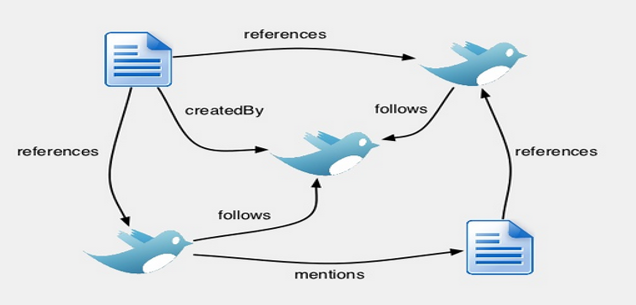 references
createdBy
follows
references
references
follows
mentions